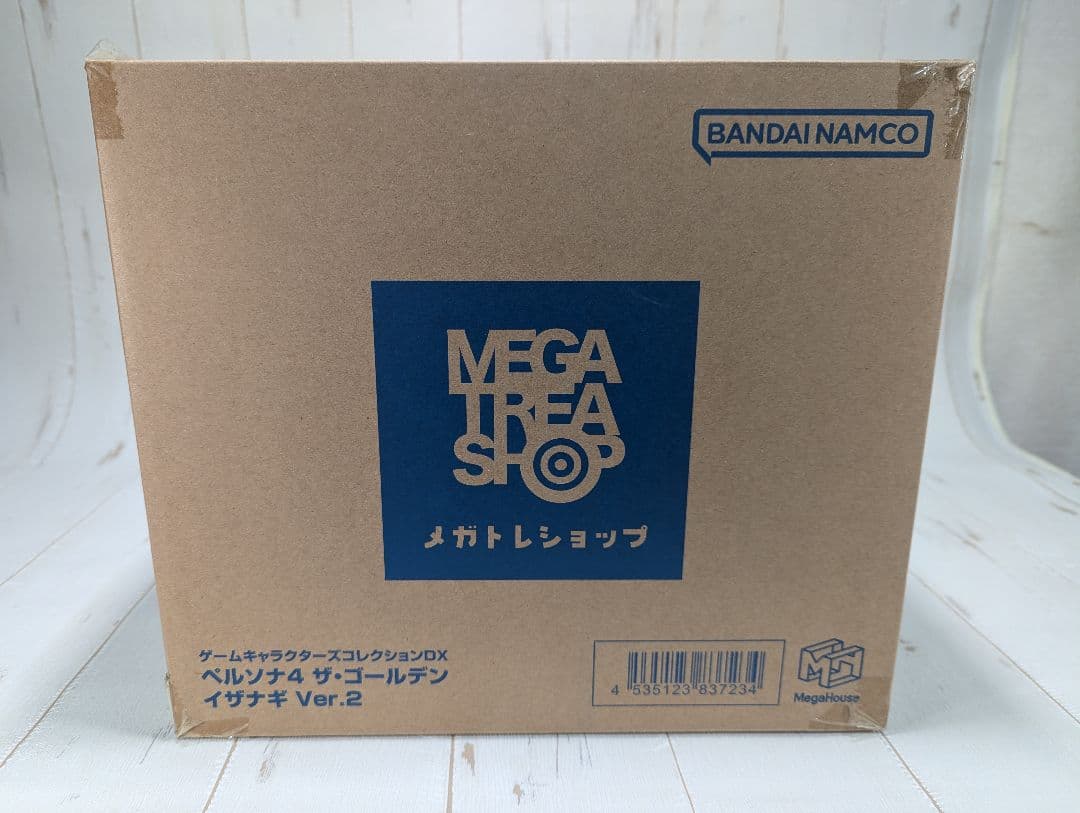 BANDAI NAMCO
MEGA
TREA
SHOP
メガトレショップ
ゲームキャラクターズコレクションDX
ペルソナ4 ザ・ゴールデン
イザナギ Ver.2
4 535123 837234
MegaHouse